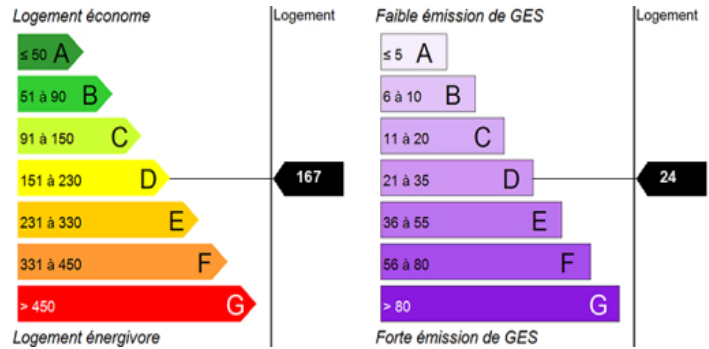 Logement économe
Logement
≤ 50 A
51 à 90 B
91 à 150 C
151 à 230 D
167
231 à 330 E
331 à 450 F
> 450 G
Logement énergivore
Faible émission de GES
Logement
≤ 5 A
6 à 10 B
11 à 20 C
21 à 35 D
24
36 à 55 E
56 à 80 F
> 80 G
Forte émission de GES